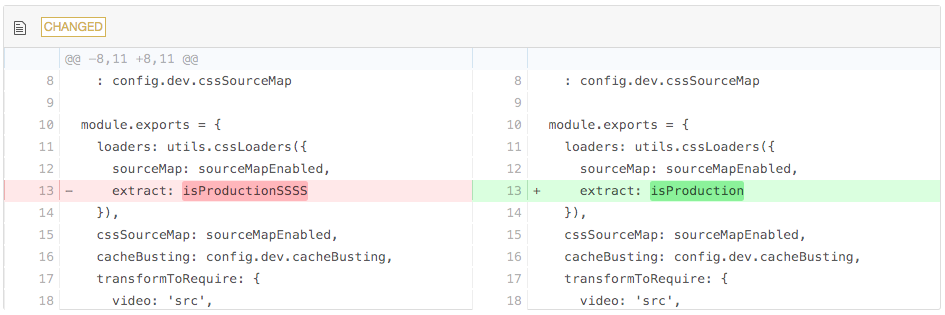 CHANGED
@@ -8,11 +8,11 @@
8 : config.dev.cssSourceMap
9
10 module.exports = {
11 loaders: utils.cssLoaders({
12 sourceMap: sourceMapEnabled,
13 - extract: isProductionSSSS
14 }),
15 cssSourceMap: sourceMapEnabled,
16 cacheBusting: config.dev.cacheBusting,
17 transformToRequire: {
18 video: 'src',
8 : config.dev.cssSourceMap
9
10 module.exports = {
11 loaders: utils.cssLoaders({
12 sourceMap: sourceMapEnabled,
13 + extract: isProduction
14 }),
15 cssSourceMap: sourceMapEnabled,
16 cacheBusting: config.dev.cacheBusting,
17 transformToRequire: {
18 video: 'src',